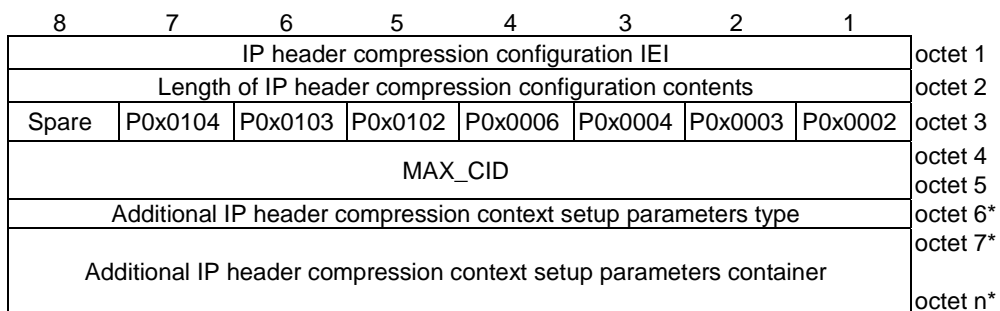 8 7 6 5 4 3 2 1
IP header compression configuration IEI octet 1
Length of IP header compression configuration contents octet 2
Spare P0x0104 P0x0103 P0x0102 P0x0006 P0x0004 P0x0003 P0x0002 octet 3
MAX_CID octet 4
octet 5
Additional IP header compression context setup parameters type octet 6*
octet 7*
Additional IP header compression context setup parameters container
octet n*